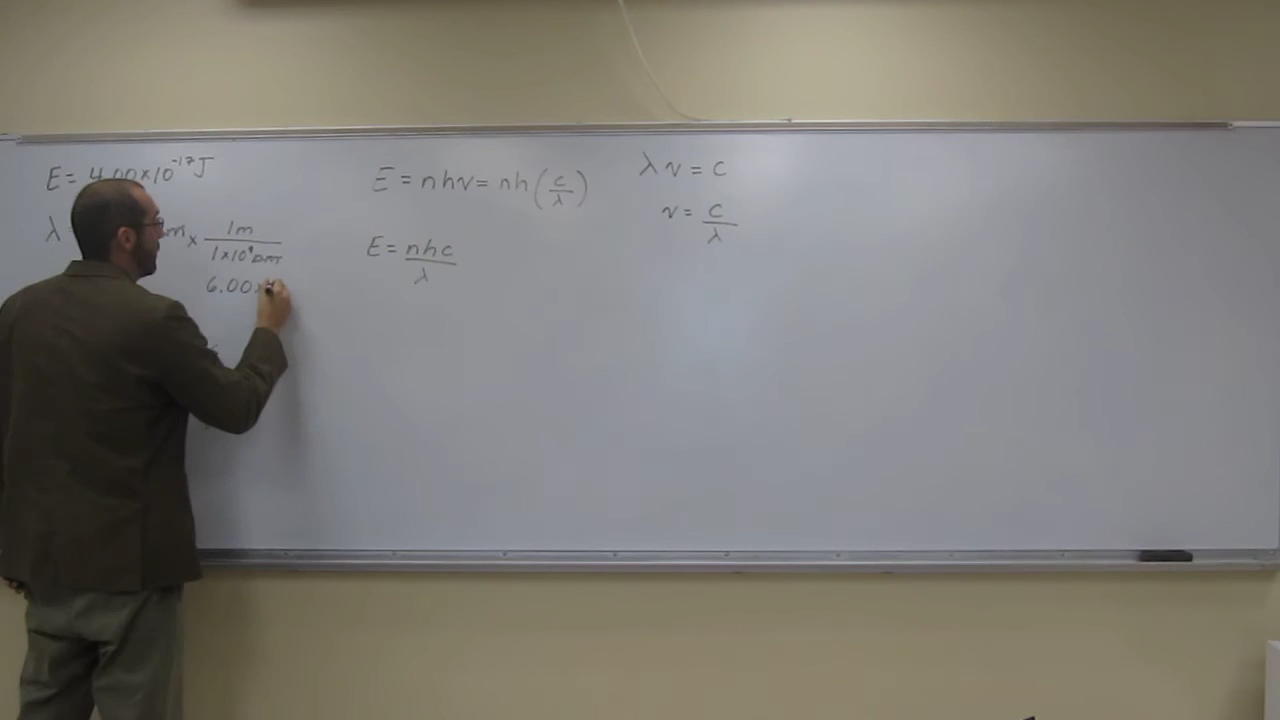 E = 4.00×10⁻¹⁷ J
λ
m × 1m / 1×10⁹nm
6.00×
E = nhν = nh(c/λ)
E = nhc/λ
λν = c
ν = c/λ